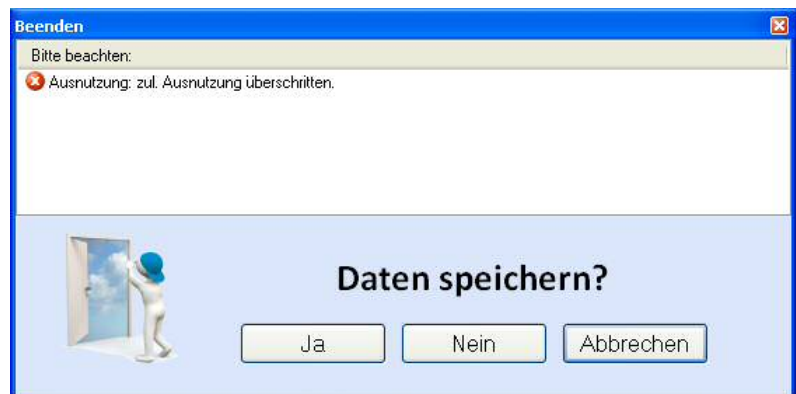 Beenden
Bitte beachten:
Ausnutzung: zul. Ausnutzung überschritten.
Daten speichern?
Ja
Nein
Abbrechen